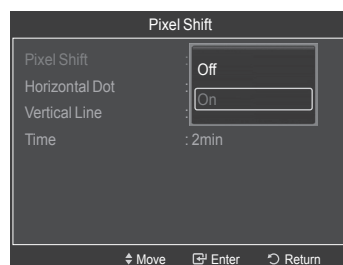 Pixel Shift
Pixel Shift :
Off
Horizontal Dot :
On
Vertical Line :
Time : 2min
Move Enter Return